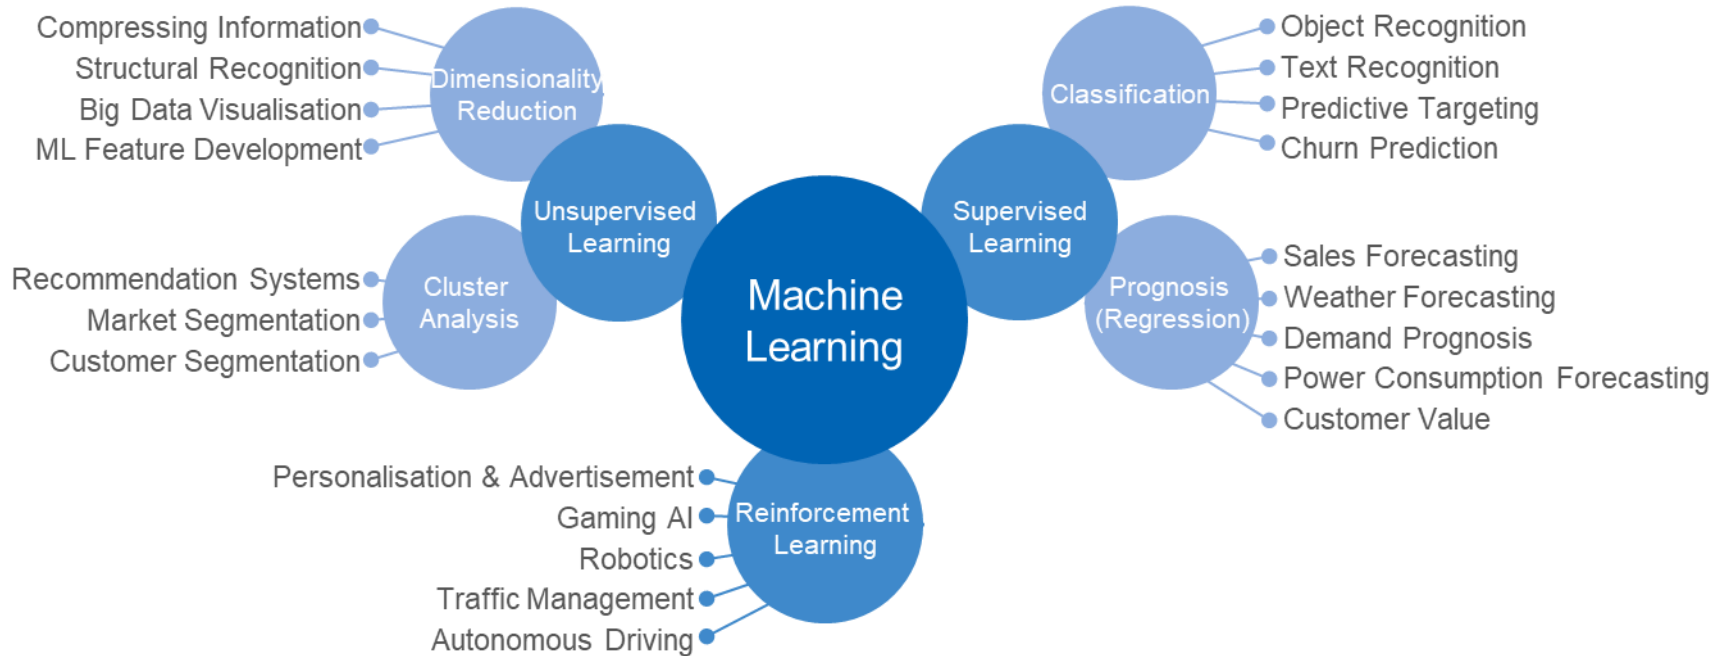 Compressing Information
Structural Recognition
Big Data Visualisation
ML Feature Development
Dimensionality
Reduction
Unsupervised
Learning
Recommendation Systems
Market Segmentation
Customer Segmentation
Cluster
Analysis
Machine
Learning
Supervised
Learning
Classification
Object Recognition
Text Recognition
Predictive Targeting
Churn Prediction
Prognosis
(Regression)
Sales Forecasting
Weather Forecasting
Demand Prognosis
Power Consumption Forecasting
Customer Value
Personalisation & Advertisement
Gaming AI
Robotics
Traffic Management
Autonomous Driving
Reinforcement
Learning